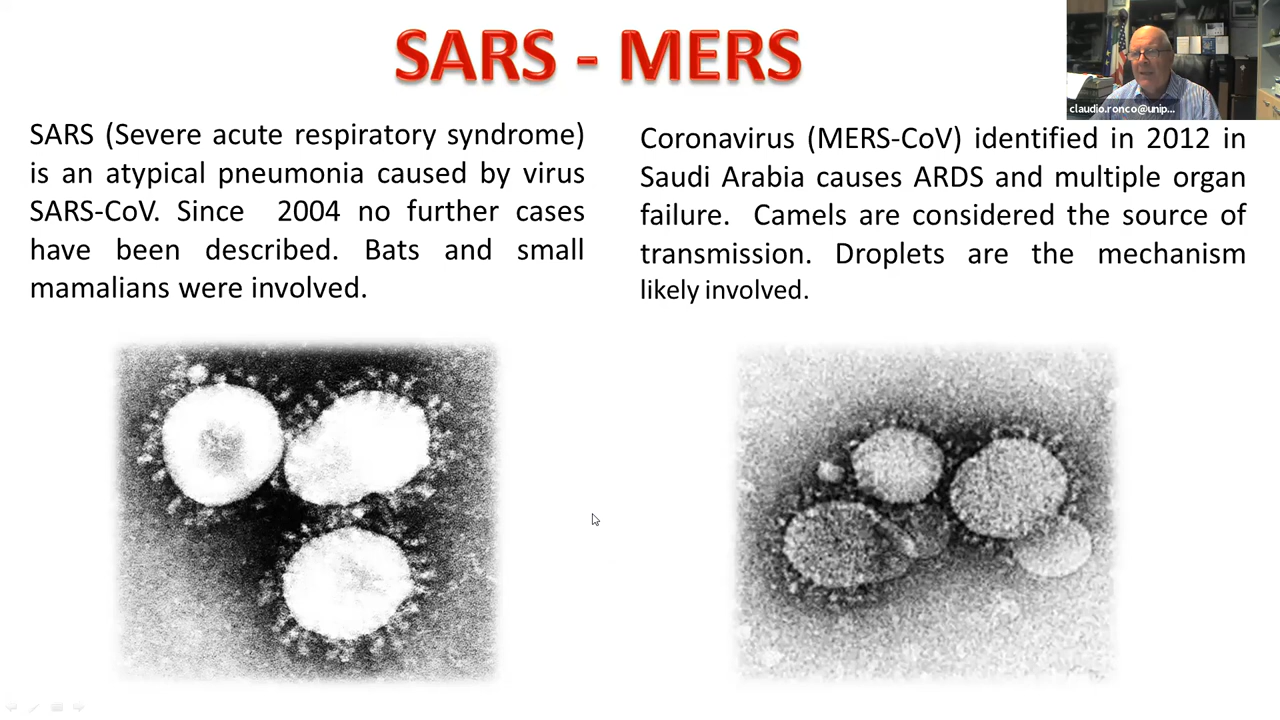 SARS - MERS
claudio.ronco@unip...
SARS (Severe acute respiratory syndrome)
is an atypical pneumonia caused by virus
SARS-CoV. Since 2004 no further cases
have been described. Bats and small
mamalians were involved.
Coronavirus (MERS-CoV) identified in 2012 in
Saudi Arabia causes ARDS and multiple organ
failure. Camels are considered the source of
transmission. Droplets are the mechanism
likely involved.